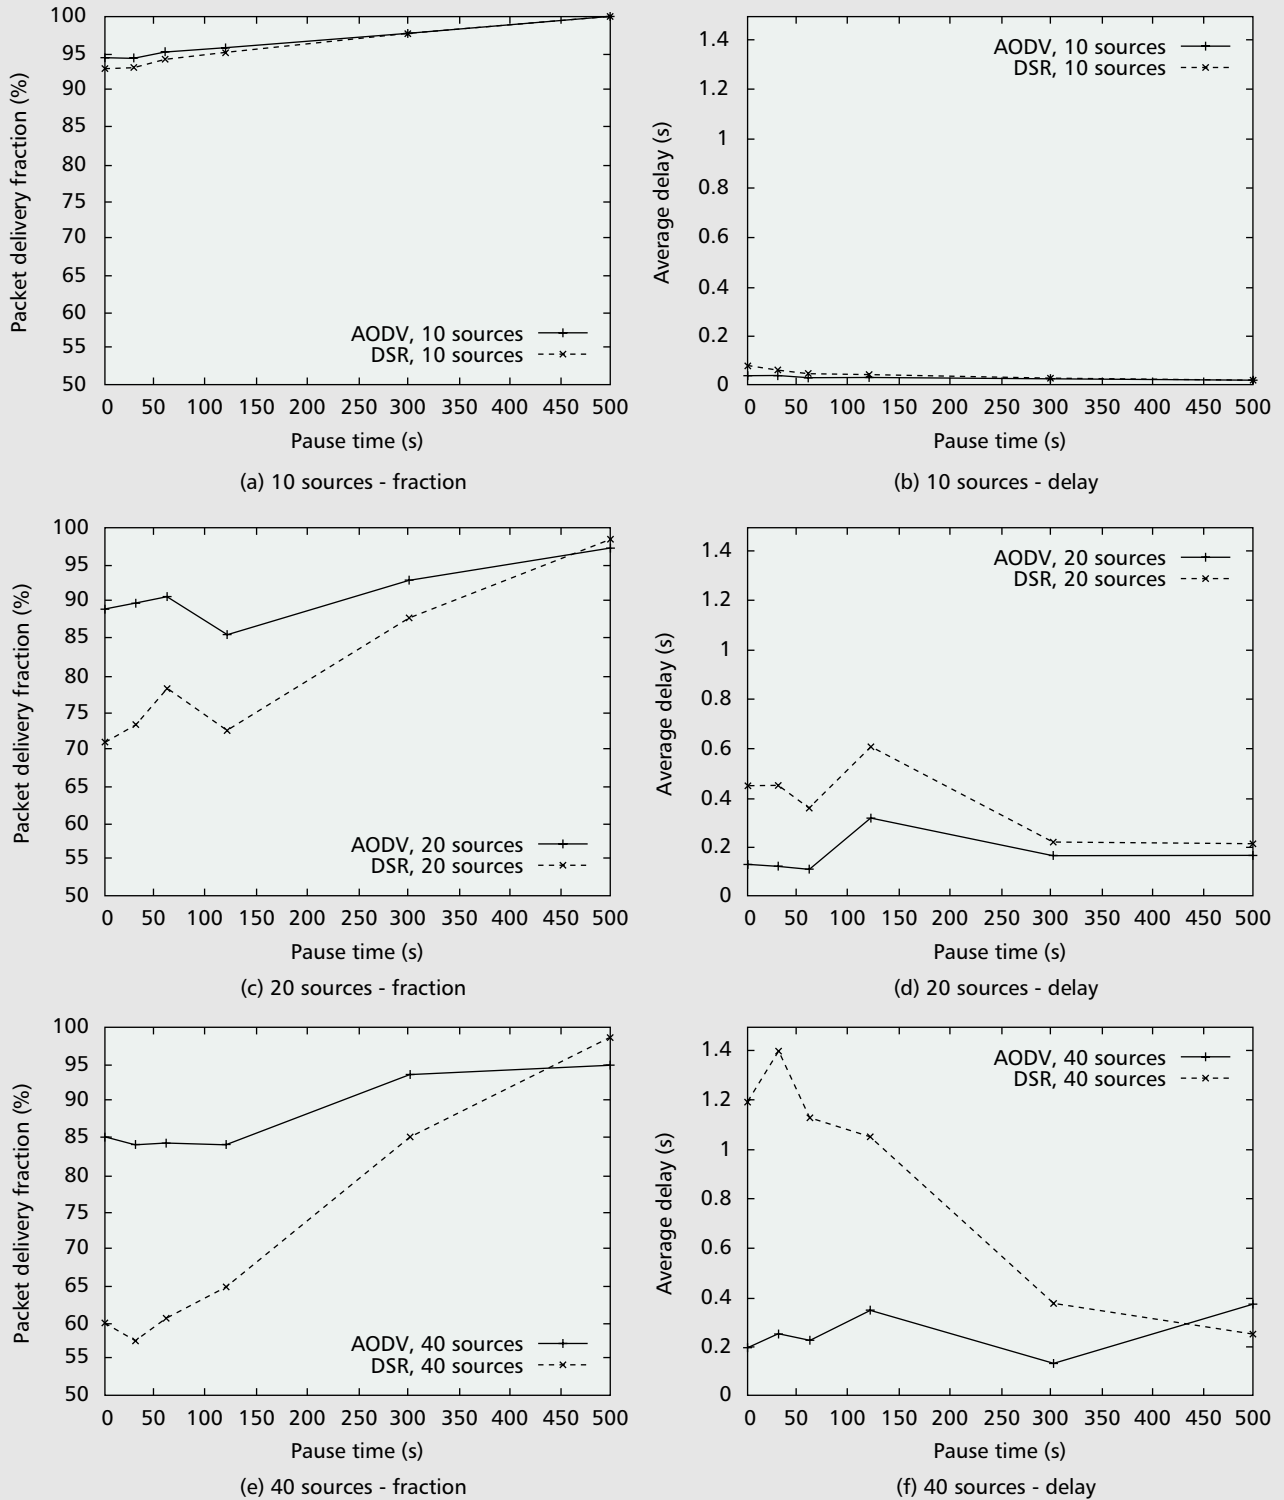 100
95
90
85
80
75
70
65
60
55
50
Packet delivery fraction (%)
AODV, 10 sources
DSR, 10 sources
0 50 100 150 200 250 300 350 400 450 500
Pause time (s)
(a) 10 sources - fraction
1.4
1.2
1
0.8
0.6
0.4
0.2
0
Average delay (s)
AODV, 10 sources
DSR, 10 sources
0 50 100 150 200 250 300 350 400 450 500
Pause time (s)
(b) 10 sources - delay
100
95
90
85
80
75
70
65
60
55
50
Packet delivery fraction (%)
AODV, 20 sources
DSR, 20 sources
0 50 100 150 200 250 300 350 400 450 500
Pause time (s)
(c) 20 sources - fraction
1.4
1.2
1
0.8
0.6
0.4
0.2
0
Average delay (s)
AODV, 20 sources
DSR, 20 sources
0 50 100 150 200 250 300 350 400 450 500
Pause time (s)
(d) 20 sources - delay
100
95
90
85
80
75
70
65
60
55
50
Packet delivery fraction (%)
AODV, 40 sources
DSR, 40 sources
0 50 100 150 200 250 300 350 400 450 500
Pause time (s)
(e) 40 sources - fraction
1.4
1.2
1
0.8
0.6
0.4
0.2
0
Average delay (s)
AODV, 40 sources
DSR, 40 sources
0 50 100 150 200 250 300 350 400 450 500
Pause time (s)
(f) 40 sources - delay